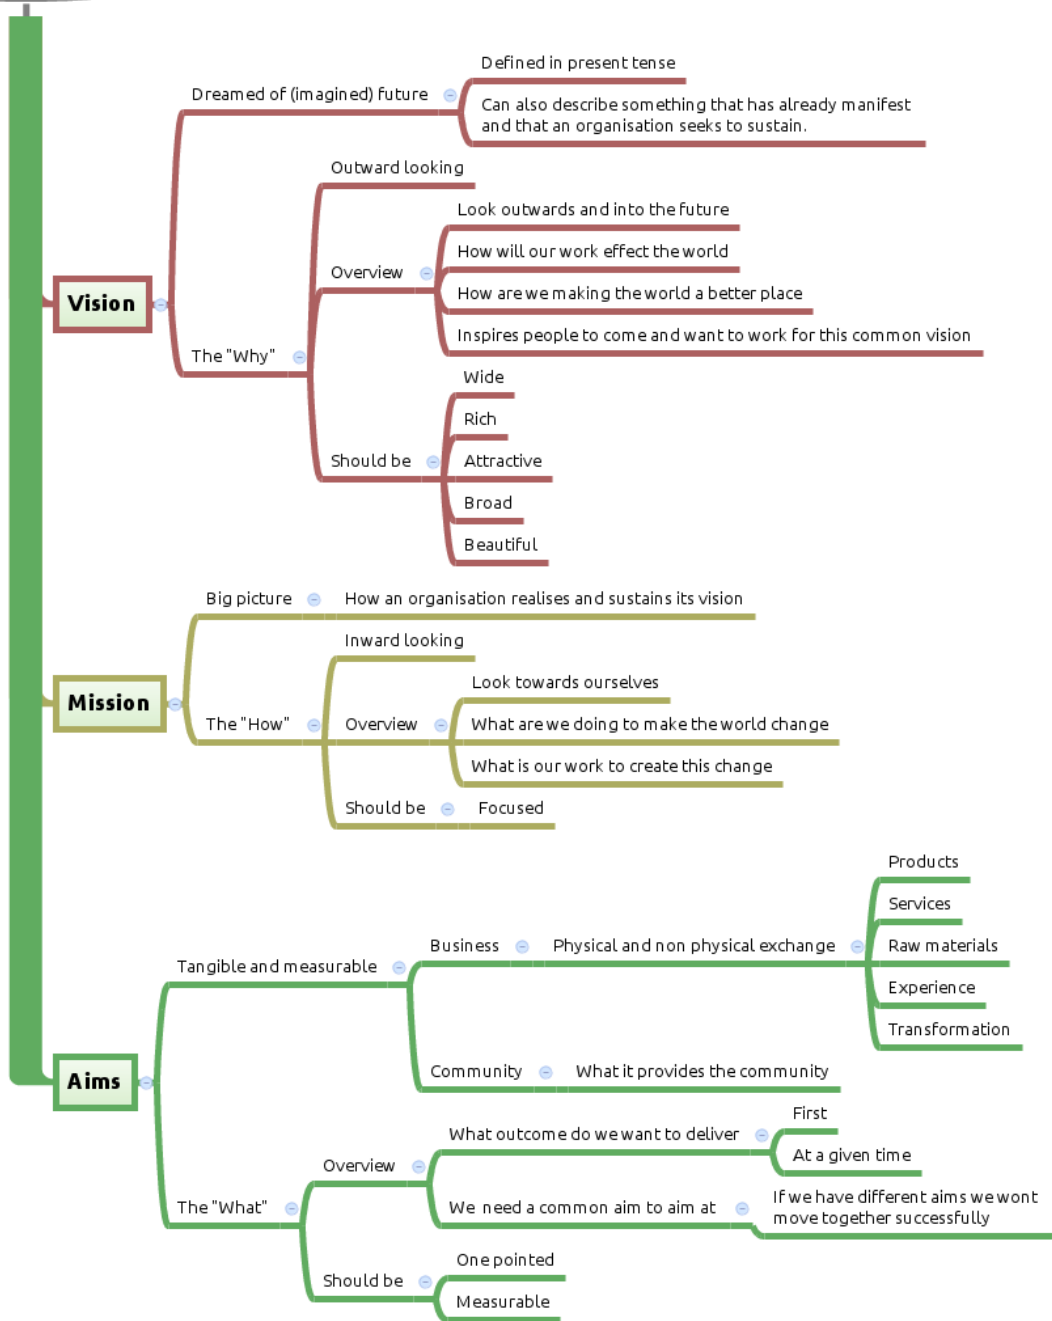 Vision
Dreamed of (imagined) future
Defined in present tense
Can also describe something that has already manifest
and that an organisation seeks to sustain.
The "Why"
Outward looking
Overview
Look outwards and into the future
How will our work effect the world
How are we making the world a better place
Inspires people to come and want to work for this common vision
Should be
Wide
Rich
Attractive
Broad
Beautiful
Mission
Big picture
How an organisation realises and sustains its vision
The "How"
Inward looking
Overview
Look towards ourselves
What are we doing to make the world change
What is our work to create this change
Should be
Focused
Aims
Tangible and measurable
Business
Physical and non physical exchange
Products
Services
Raw materials
Experience
Transformation
Community
What it provides the community
The "What"
Overview
What outcome do we want to deliver
First
At a given time
We need a common aim to aim at
If we have different aims we wont
move together successfully
Should be
One pointed
Measurable